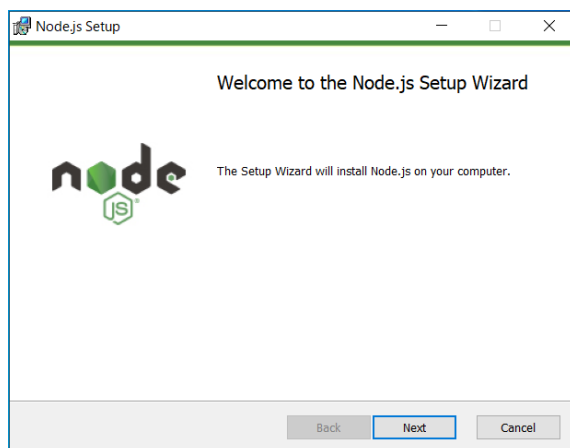 Node.js Setup
Welcome to the Node.js Setup Wizard
node
JS
The Setup Wizard will install Node.js on your computer.
Back Next Cancel